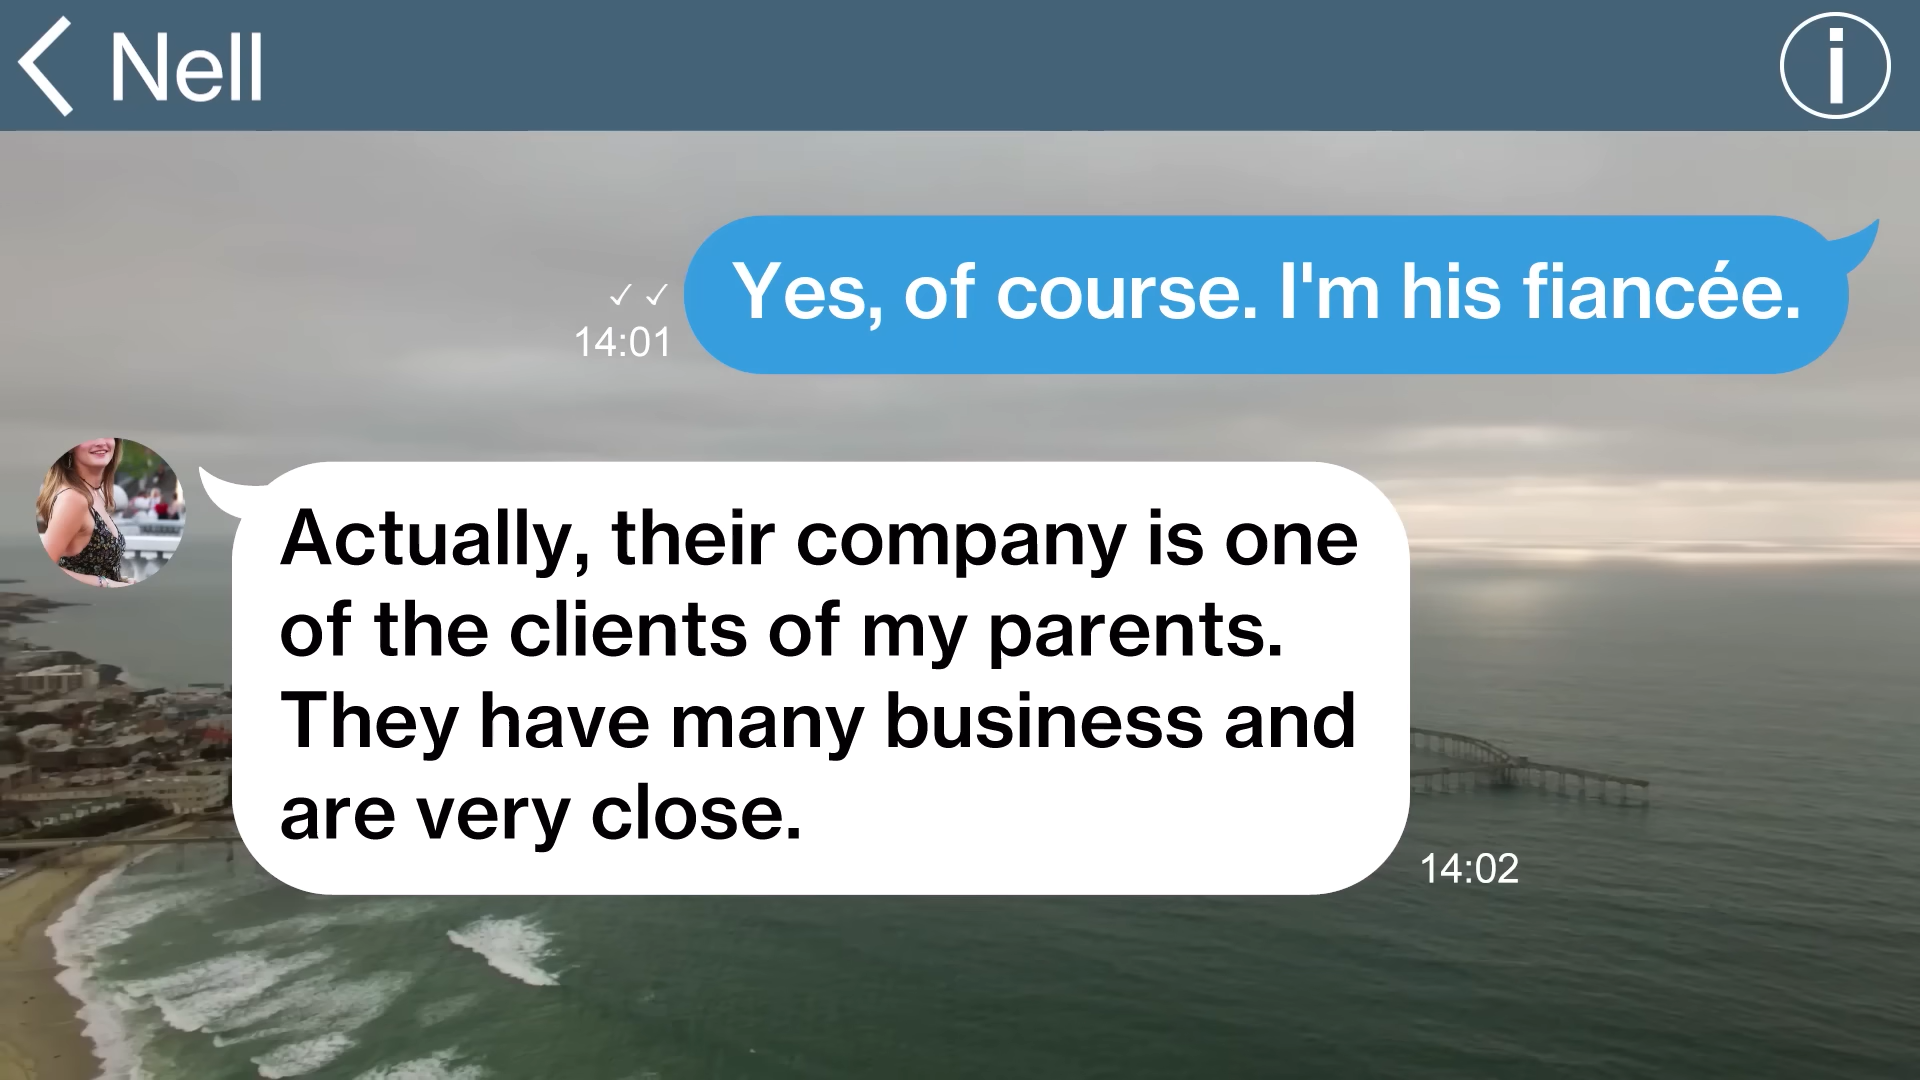 Nell
Yes, of course. I'm his fiancée.
14:01
Actually, their company is one
of the clients of my parents.
They have many business and
are very close.
14:02